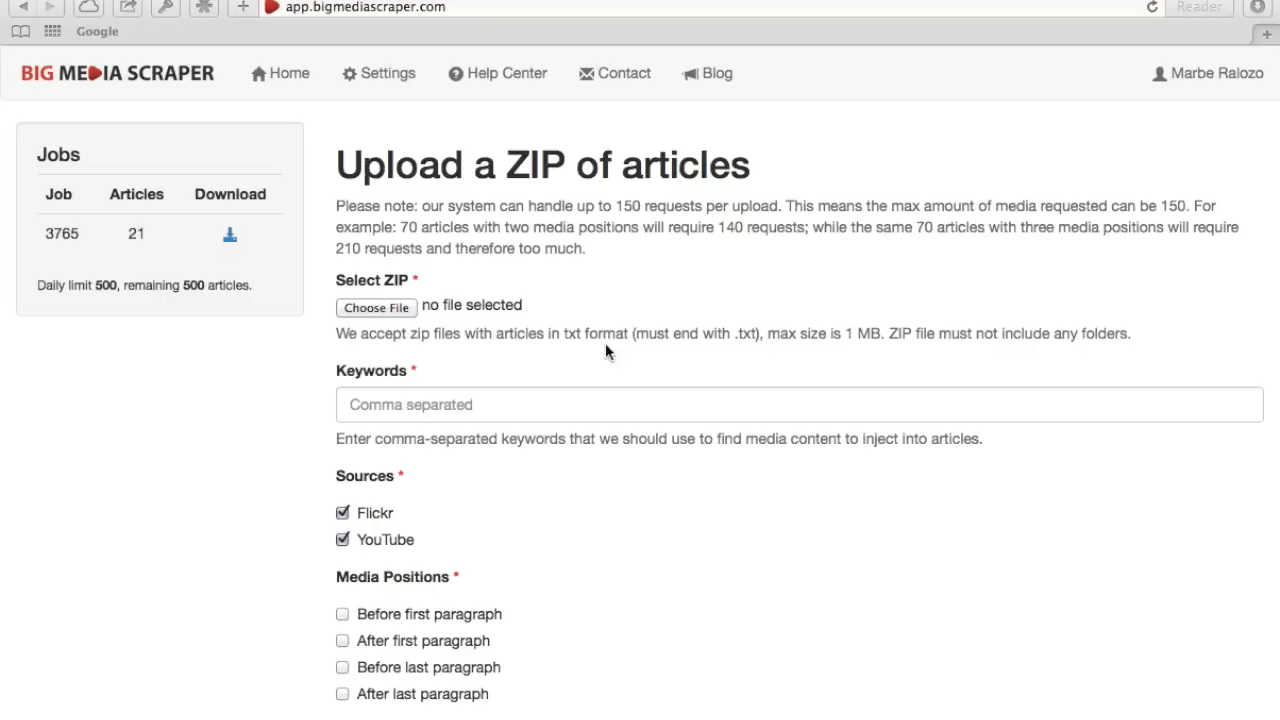 app.bigmediascraper.com
Reader
Google
BIG MEDIA SCRAPER
Home
Settings
Help Center
Contact
Blog
Marbe Ralozo
Jobs
Job Articles Download
3765 21
Daily limit 500, remaining 500 articles.
Upload a ZIP of articles
Please note: our system can handle up to 150 requests per upload. This means the max amount of media requested can be 150. For
example: 70 articles with two media positions will require 140 requests; while the same 70 articles with three media positions will require
210 requests and therefore too much.
Select ZIP *
Choose File no file selected
We accept zip files with articles in txt format (must end with .txt), max size is 1 MB. ZIP file must not include any folders.
Keywords *
Comma separated
Enter comma-separated keywords that we should use to find media content to inject into articles.
Sources *
Flickr
YouTube
Media Positions *
Before first paragraph
After first paragraph
Before last paragraph
After last paragraph